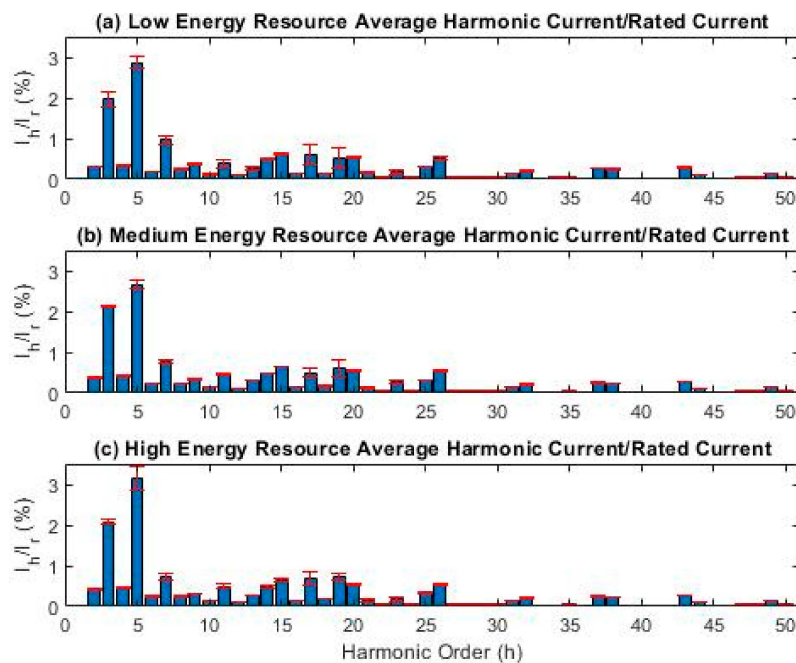 (a) Low Energy Resource Average Harmonic Current/Rated Current
3
2
1
0
I_h/I_r (%)
0 5 10 15 20 25 30 35 40 45 50
(b) Medium Energy Resource Average Harmonic Current/Rated Current
3
2
1
0
I_h/I_r (%)
0 5 10 15 20 25 30 35 40 45 50
(c) High Energy Resource Average Harmonic Current/Rated Current
3
2
1
0
I_h/I_r (%)
0 5 10 15 20 25 30 35 40 45 50
Harmonic Order (h)